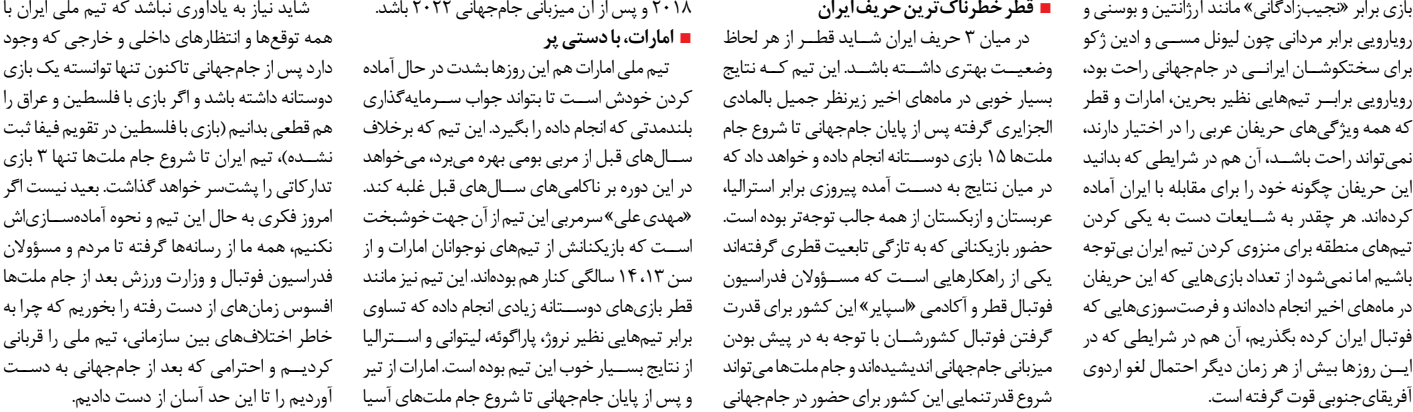 بازی برابر «نجیب‌زادگانی» مانند آرژانتین و بوسنی و
رویارویی برابر مردانی چون لیونل مسی و ادین ژکو
برای سختکوشان ایرانی در جام‌جهانی راحت بود،
رویارویی برابر تیم‌هایی نظیر بحرین، امارات و قطر
که همه ویژگی‌های حریفان عربی را در اختیار دارند،
نمی‌تواند راحت باشد، آن هم در شرایطی که بدانید
این حریفان چگونه خود را برای مقابله با ایران آماده
کرده‌اند. هر چقدر به شایعات دست به یکی کردن
تیم‌های منطقه برای منزوی کردن تیم ایران بی‌توجه
باشیم اما نمی‌شود از تعداد بازی‌هایی که این حریفان
در ماه‌های اخیر انجام داده‌اند و فرصت‌سوزی‌هایی که
فوتبال ایران کرده بگذریم، آن هم در شرایطی که در
این روزها بیش از هر زمان دیگر احتمال لغو اردوی
آفریقای‌جنوبی قوت گرفته است.
قطر خطرناک‌ترین حریف ایران
در میان ۳ حریف ایران شاید قطر از هر لحاظ
وضعیت بهتری داشته باشد. این تیم که نتایج
بسیار خوبی در ماه‌های اخیر زیرنظر جمیل بالمادی
الجزایری گرفته پس از پایان جام‌جهانی تا شروع جام
ملت‌ها ۱۵ بازی دوستانه انجام داده و خواهد داد که
در میان نتایج به دست آمده پیروزی برابر استرالیا،
عربستان و ازبکستان از همه جالب توجه‌تر بوده است.
حضور بازیکنانی که به تازگی تابعیت قطری گرفته‌اند
یکی از راهکارهایی است که مسؤولان فدراسیون
فوتبال قطر و آکادمی «اسپایر» این کشور برای قدرت
گرفتن فوتبال کشورشان با توجه به در پیش بودن
میزبانی جام‌جهانی اندیشیده‌اند و جام ملت‌ها می‌تواند
شروع قدرتنمایی این کشور برای حضور در جام‌جهانی
۲۰۱۸ و پس از آن میزبانی جام‌جهانی ۲۰۲۲ باشد.
امارات، با دستی پر
تیم ملی امارات هم این روزها بشدت در حال آماده
کردن خودش است تا بتواند جواب سرمایه‌گذاری
بلندمدتی که انجام داده را بگیرد. این تیم که برخلاف
سال‌های قبل از مربی بومی بهره می‌برد، می‌خواهد
در این دوره بر ناکامی‌های سال‌های قبل غلبه کند.
«مهدی علی» سرمربی این تیم از آن جهت خوشبخت
است که بازیکنانش از تیم‌های نوجوانان امارات و از
سن ۱۴،۱۳ سالگی کنار هم بوده‌اند. این تیم نیز مانند
قطر بازی‌های دوستانه زیادی انجام داده که تساوی
برابر تیم‌هایی نظیر نروژ، پاراگوئه، لیتوانی و استرالیا
از نتایج بسیار خوب این تیم بوده است. امارات از تیر
و پس از پایان جام‌جهانی تا شروع جام ملت‌های آسیا
شاید نیاز به یادآوری نباشد که تیم ملی ایران با
همه توقع‌ها و انتظارهای داخلی و خارجی که وجود
دارد پس از جام‌جهانی تاکنون تنها توانسته یک بازی
دوستانه داشته باشد و اگر بازی با فلسطین و عراق را
هم قطعی بدانیم (بازی با فلسطین در تقویم فیفا ثبت
نشده)، تیم ایران تا شروع جام ملت‌ها تنها ۳ بازی
تدارکاتی را پشت‌سر خواهد گذاشت. بعید نیست اگر
امروز فکری به حال این تیم و نحوه آماده‌سازی‌اش
نکنیم، همه ما از رسانه‌ها گرفته تا مردم و مسؤولان
فدراسیون فوتبال و وزارت ورزش بعد از جام ملت‌ها
افسوس زمان‌های از دست رفته را بخوریم که چرا به
خاطر اختلاف‌های بین سازمانی، تیم ملی را قربانی
کردیم و احترامی که بعد از جام‌جهانی به دست
آوردیم را تا این حد آسان از دست دادیم.